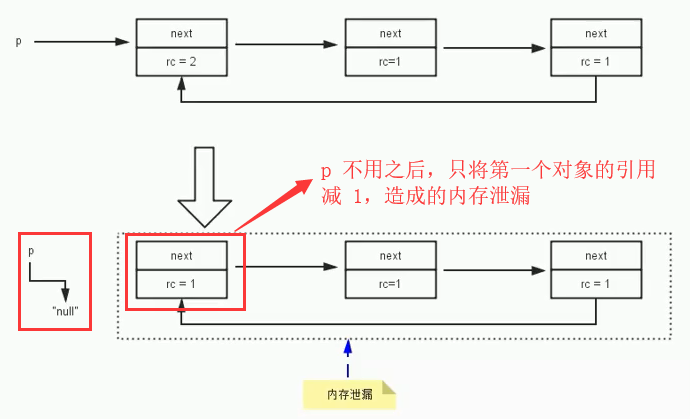 p
next
next
next
rc = 2
rc=1
rc = 1
p 不用之后，只将第一个对象的引用
减 1，造成的内存泄漏
p
"null"
next
next
next
rc = 1
rc=1
rc = 1
内存泄漏